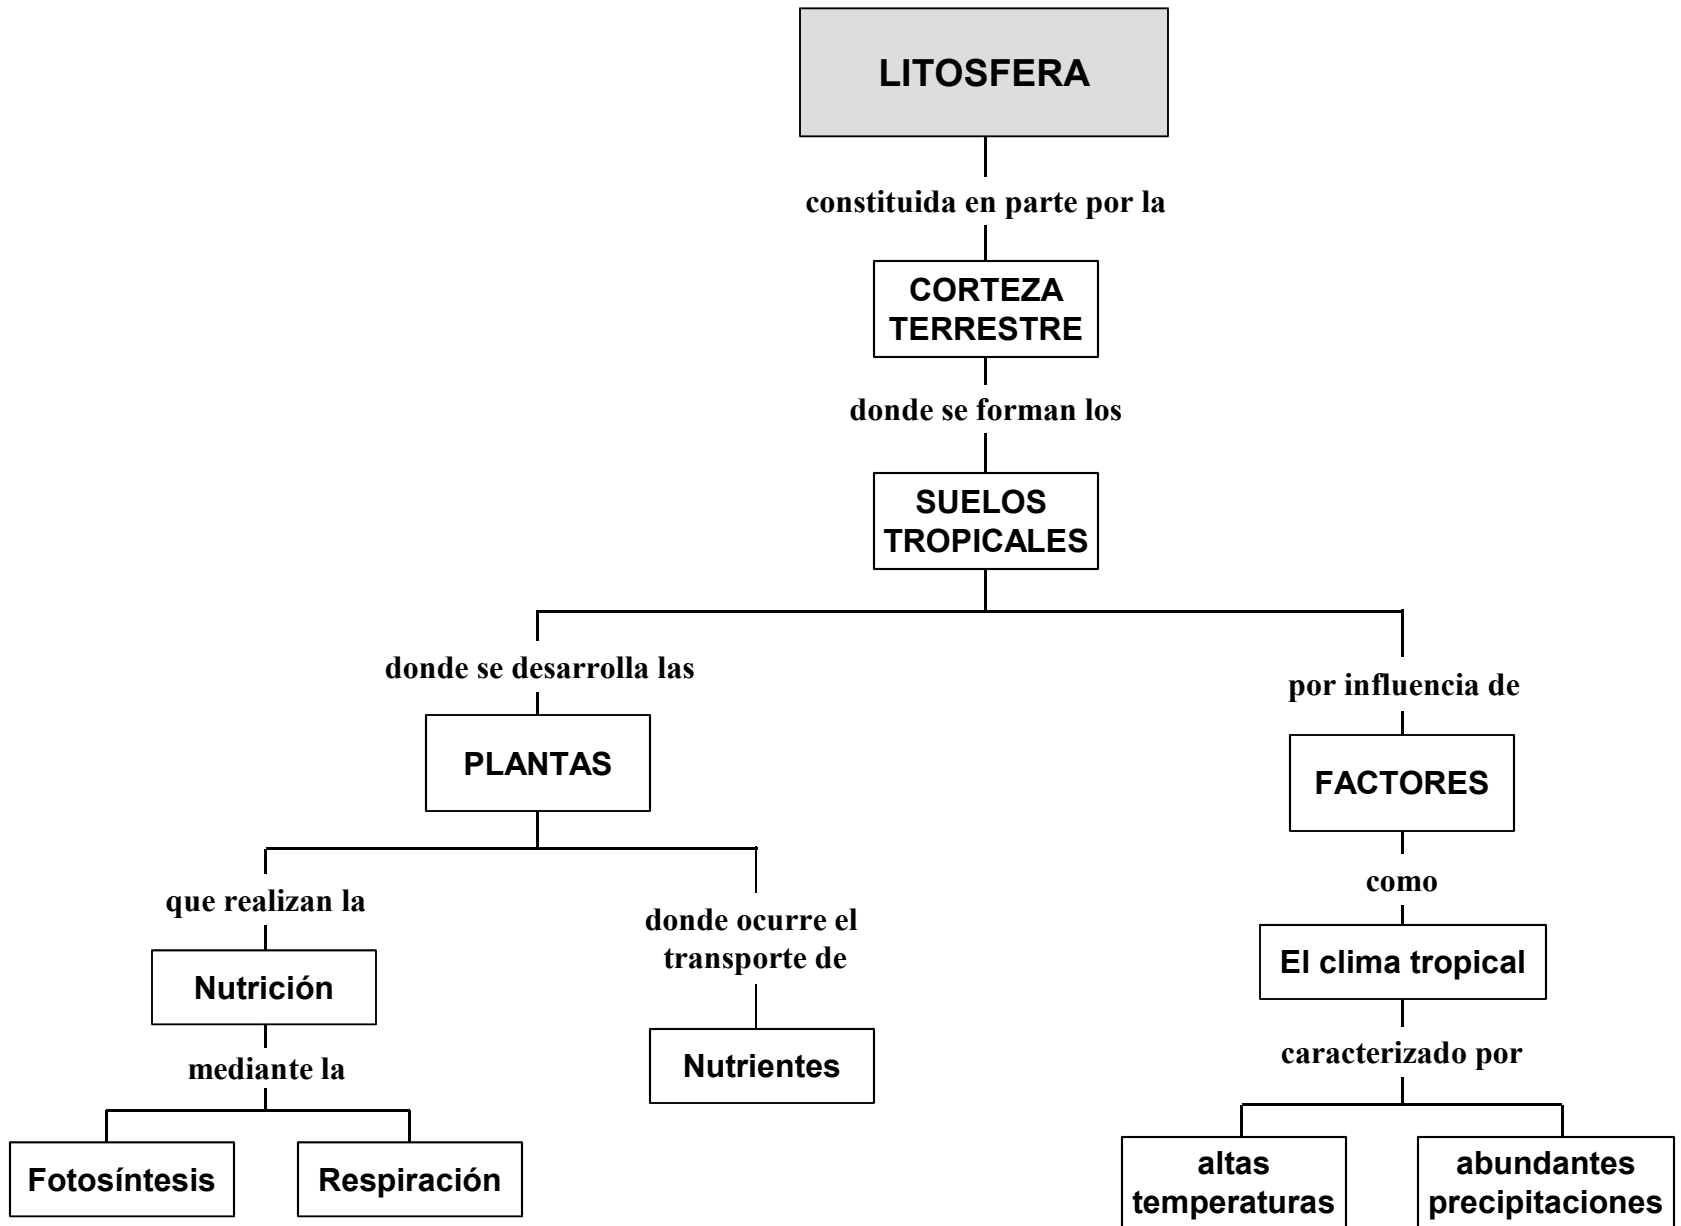 LITOSFERA
constituida en parte por la
CORTEZA
TERRESTRE
donde se forman los
SUELOS
TROPICALES
donde se desarrolla las
PLANTAS
que realizan la
Nutrición
mediante la
Fotosíntesis
Respiración
donde ocurre el
transporte de
Nutrientes
por influencia de
FACTORES
como
El clima tropical
caracterizado por
altas
temperaturas
abundantes
precipitaciones